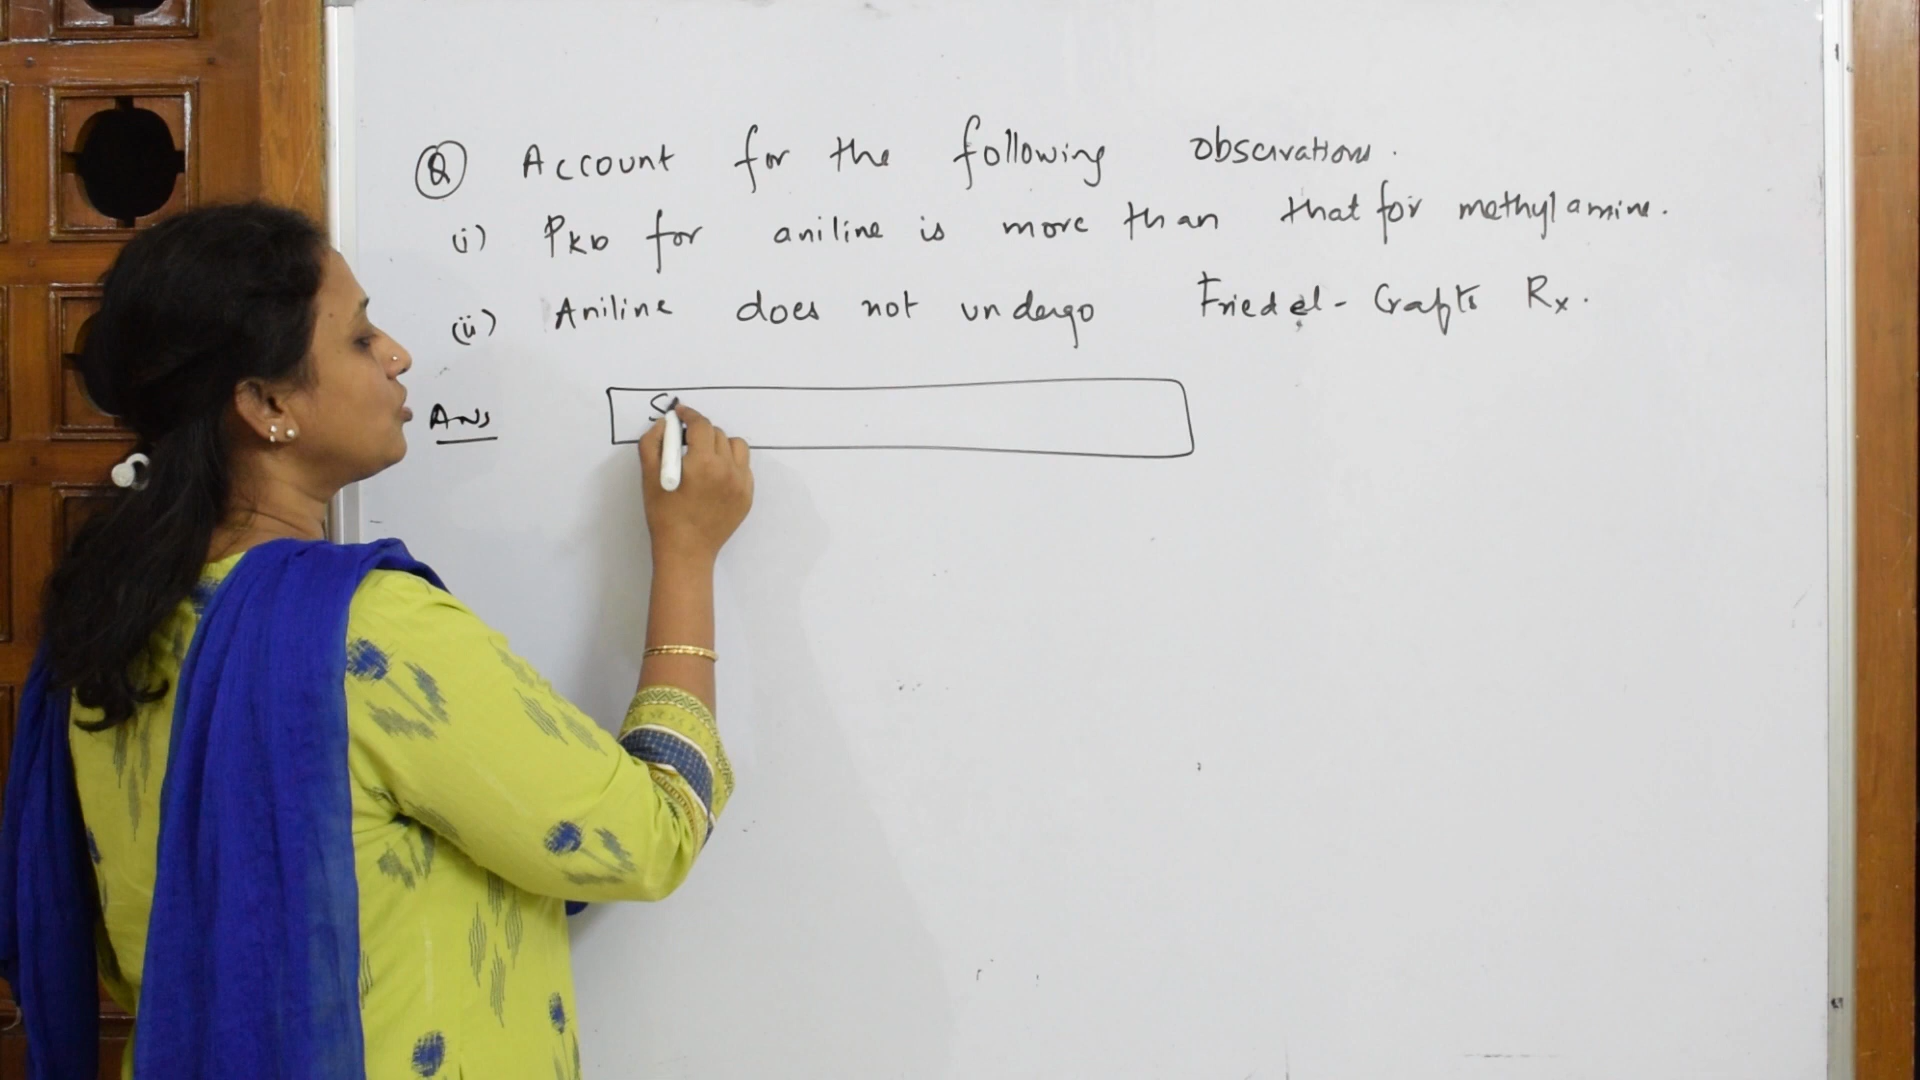 Q Account for the following observations.
(i) Pkb for aniline is more than that for methylamine.
(ii) Aniline does not undergo Friedel-Crafts Rx.
Ans
S